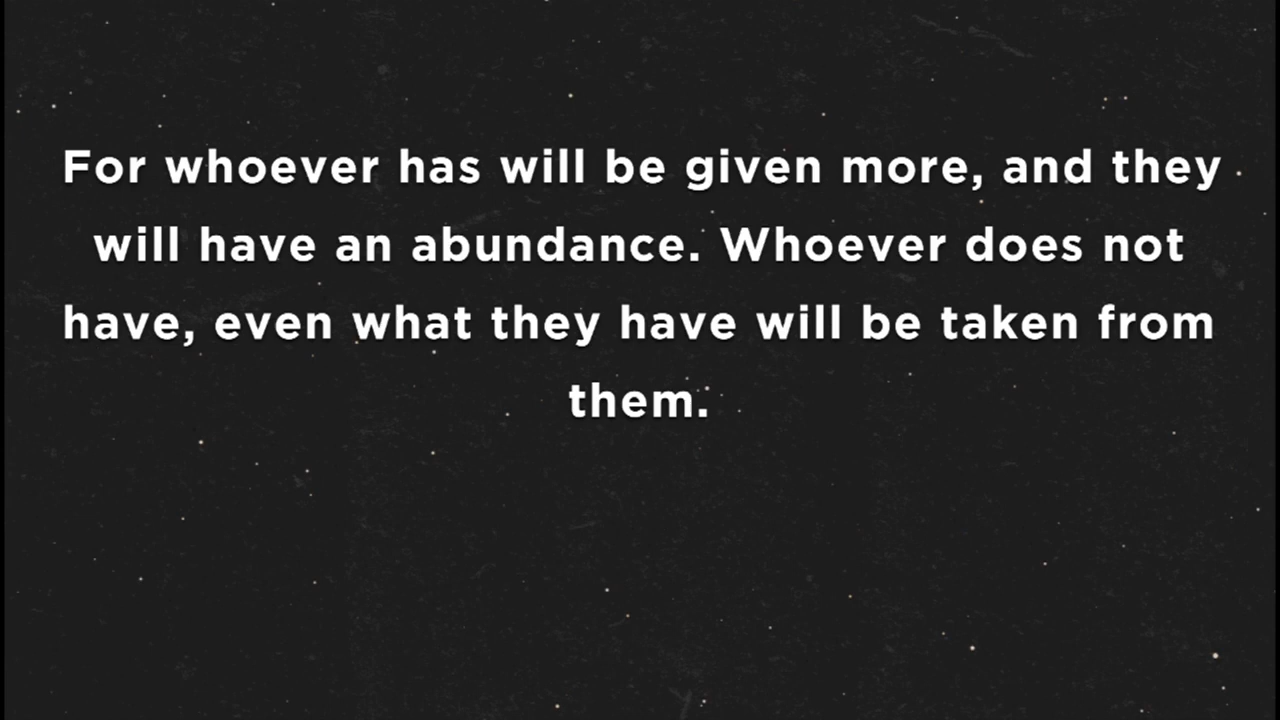 For whoever has will be given more, and they
will have an abundance. Whoever does not
have, even what they have will be taken from
them.